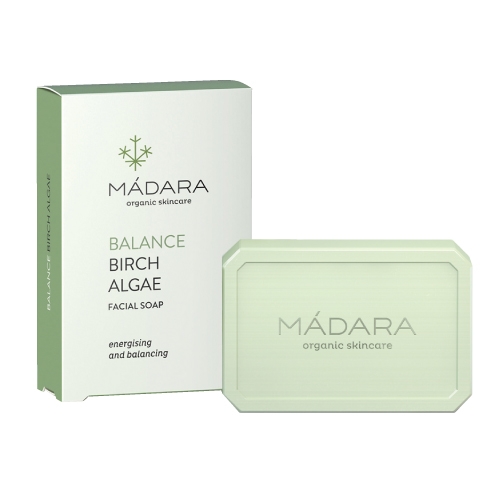 BALANCE BIRCH ALGAE
MÁDARA
organic skincare
BALANCE
BIRCH
ALGAE
FACIAL SOAP
energising
and balancing
MÁDARA
organic skincare